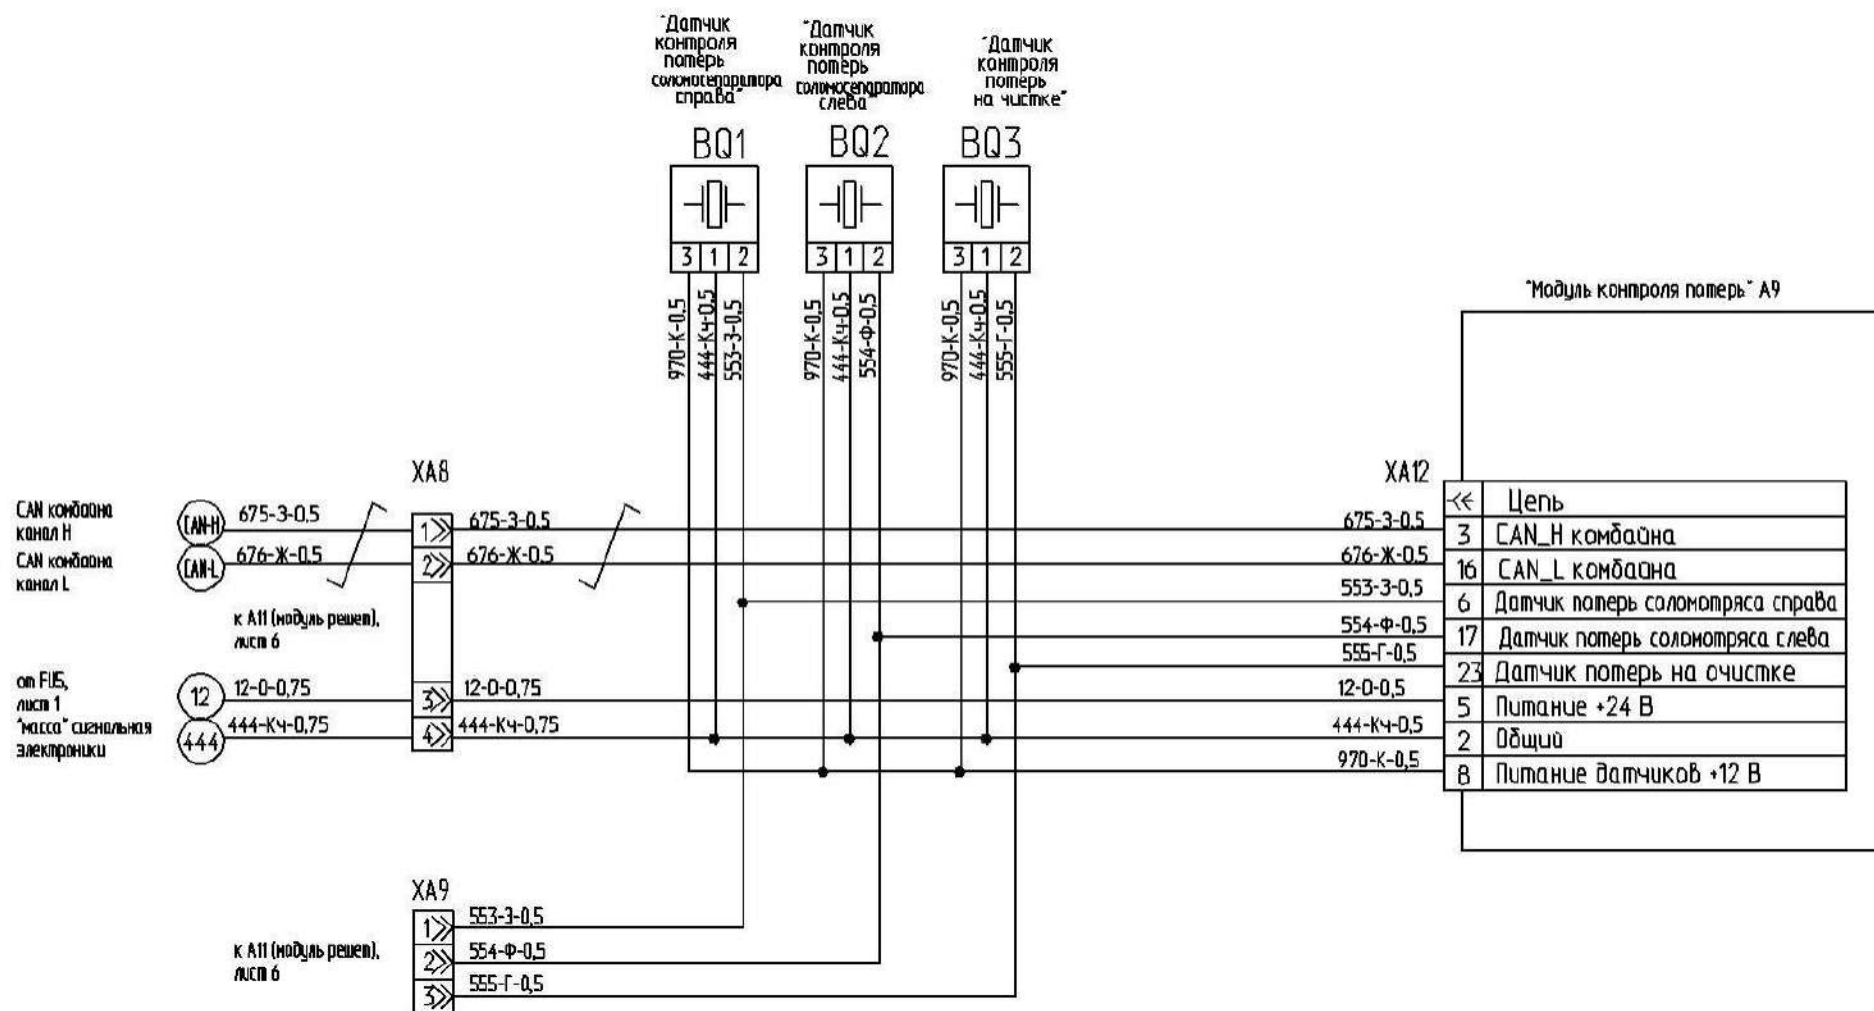 "Датчик
контроля
потерь
соломосепаратора
справа"
"Датчик
контроля
потерь
соломосепаратора
слева"
"Датчик
контроля
потерь
на чистке"
BQ1
BQ2
BQ3
3 1 2
3 1 2
3 1 2
970-К-0,5
444-Кч-0,5
553-З-0,5
970-К-0,5
444-Кч-0,5
554-Ф-0,5
970-К-0,5
444-Кч-0,5
555-Г-0,5
"Модуль контроля потерь" А9
ХА8
ХА12
CAN комбайна
канал Н
CAN-H
675-З-0.5
1
675-З-0.5
675-З-0.5
CAN комбайна
канал L
CAN-L
676-Ж-0.5
2
676-Ж-0.5
676-Ж-0.5
553-З-0,5
554-Ф-0,5
555-Г-0,5
к А11 (модуль решет),
лист 6
от FU5,
лист 1
12
12-О-0,75
3
12-О-0,75
12-О-0,5
"масса" сигнальная
электроники
444
444-Кч-0,75
4
444-Кч-0,75
444-Кч-0,5
970-К-0,5
Цепь
3 CAN_H комбайна
16 CAN_L комбайна
6 Датчик потерь соломотряса справа
17 Датчик потерь соломотряса слева
23 Датчик потерь на очистке
5 Питание +24 В
2 Общий
8 Питание датчиков +12 В
ХА9
к А11 (модуль решет),
лист 6
1 553-З-0,5
2 554-Ф-0,5
3 555-Г-0,5